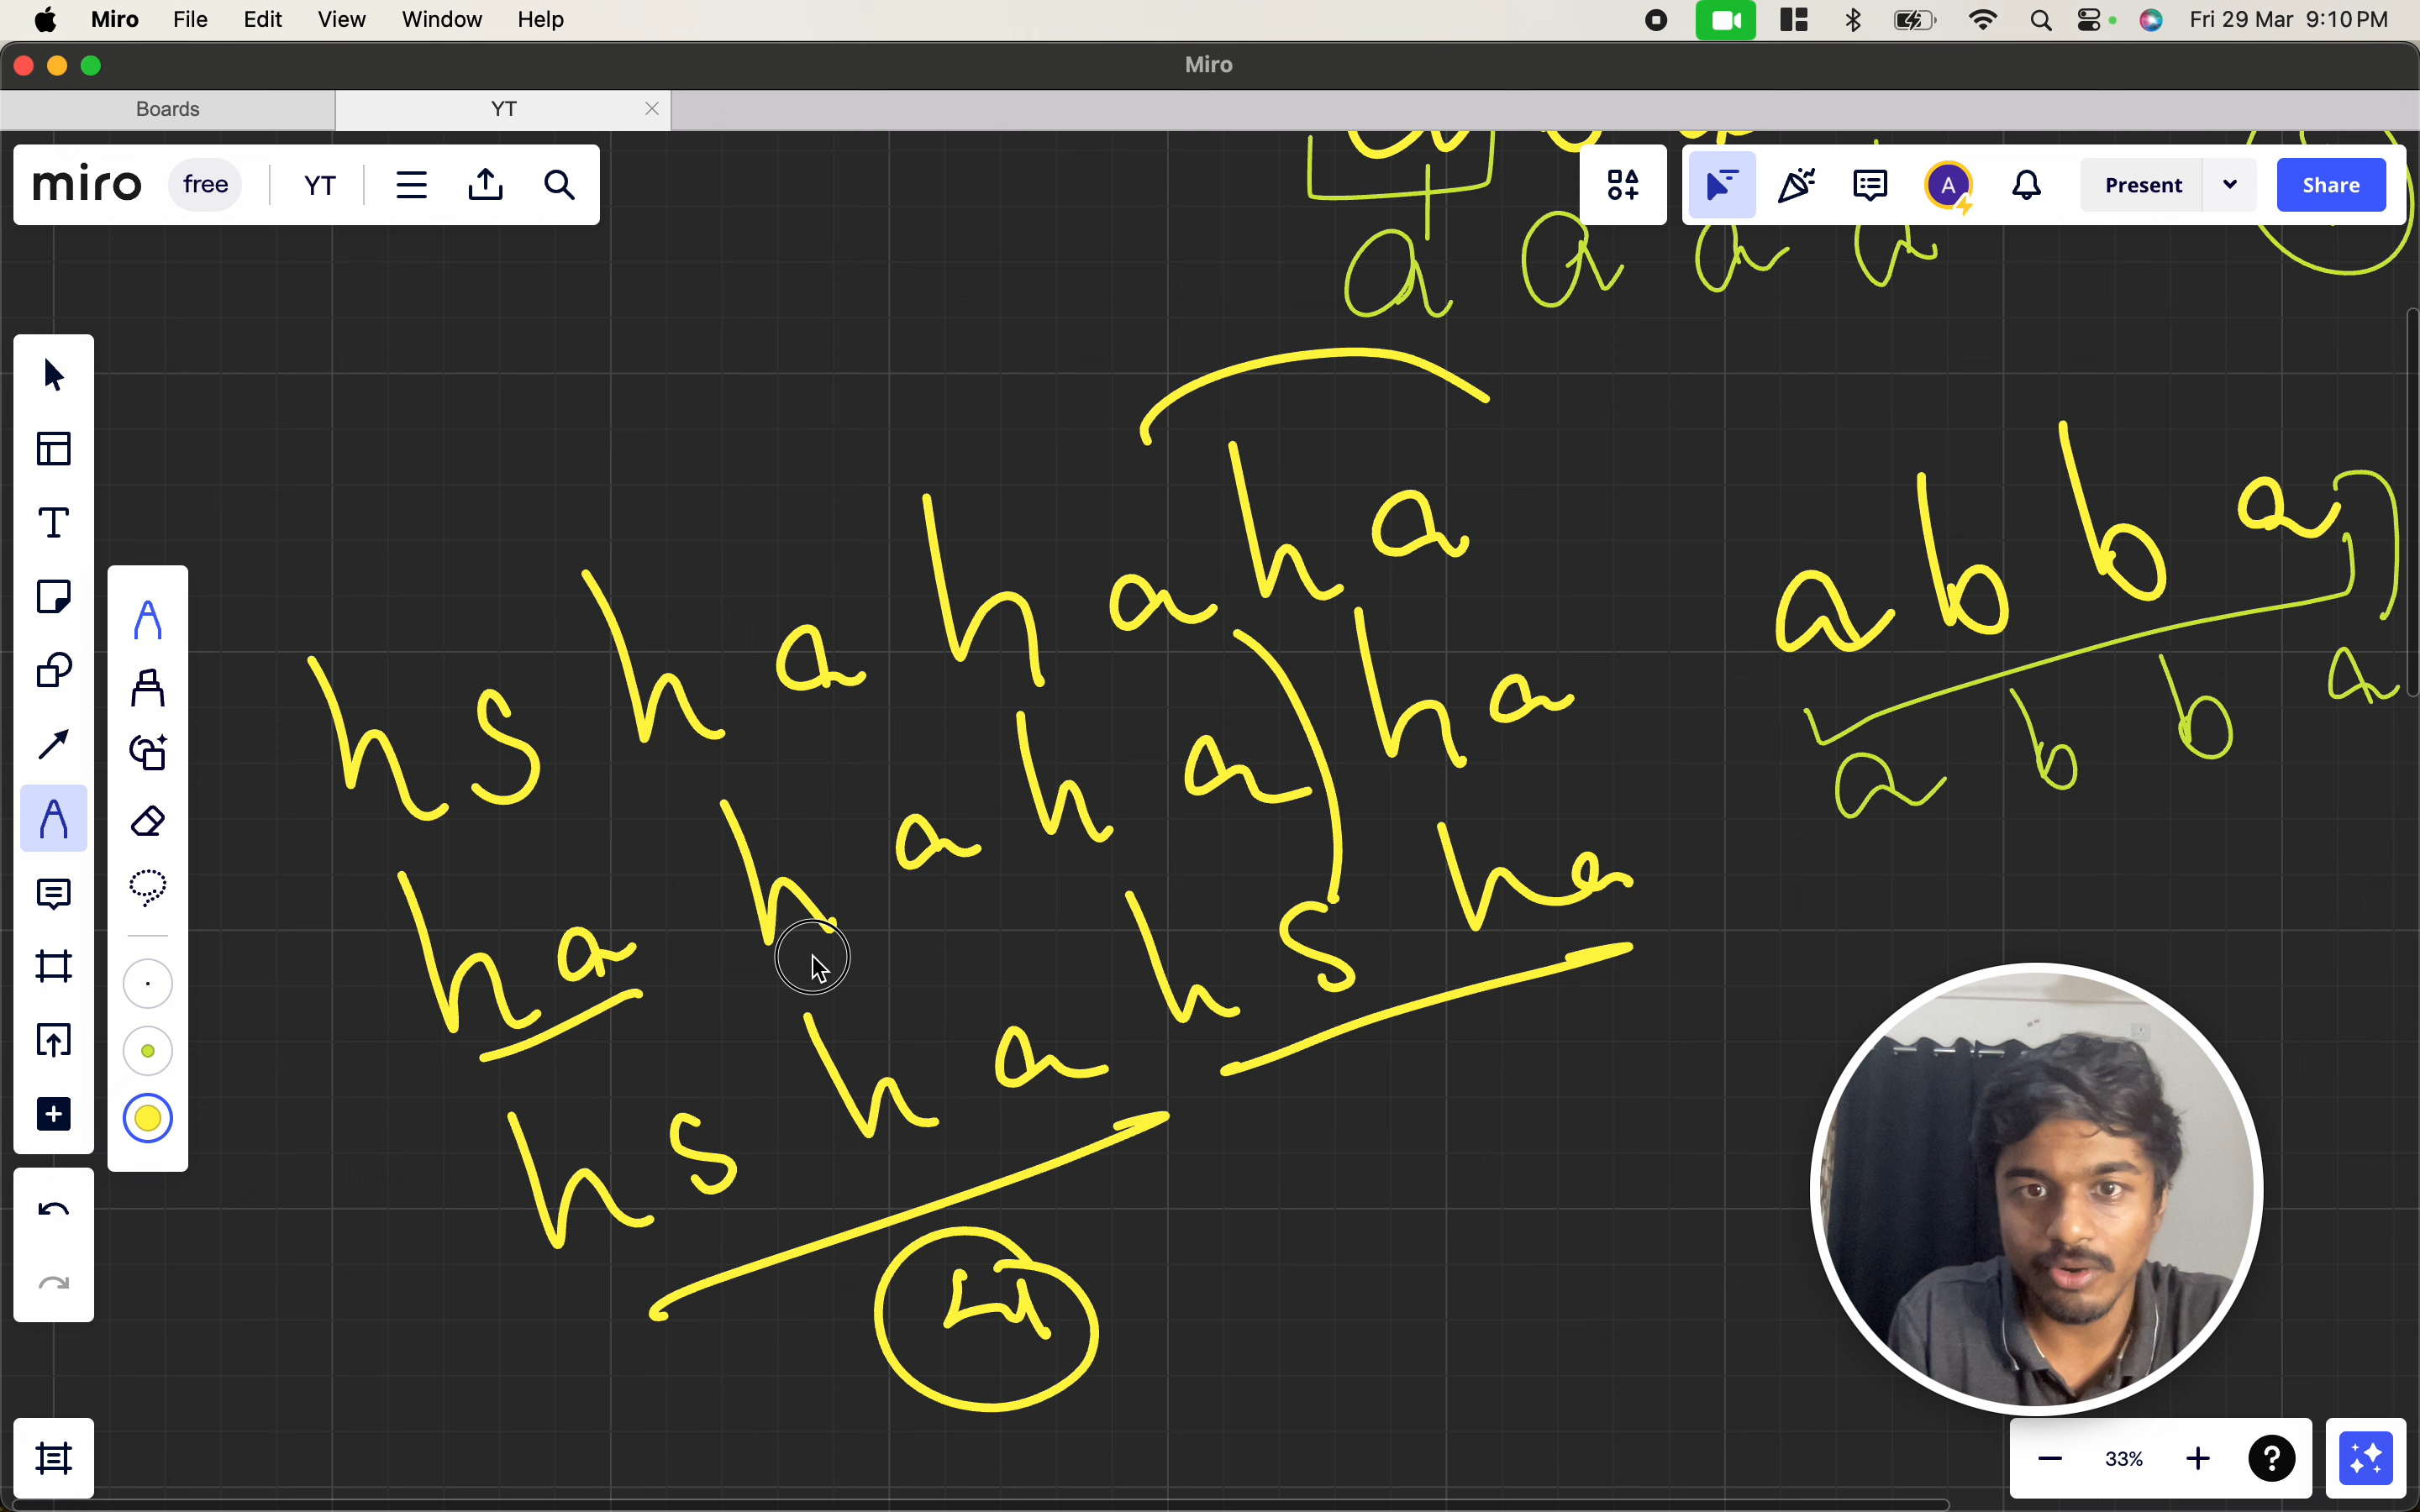 Miro File Edit View Window Help Fri 29 Mar 9:10 PM
Miro
Boards YT
miro free YT
A Present Share
a a a a
h s h a h a h a
a b b a
h a h a h a h a
a b b a
h s h a h s h a
33%